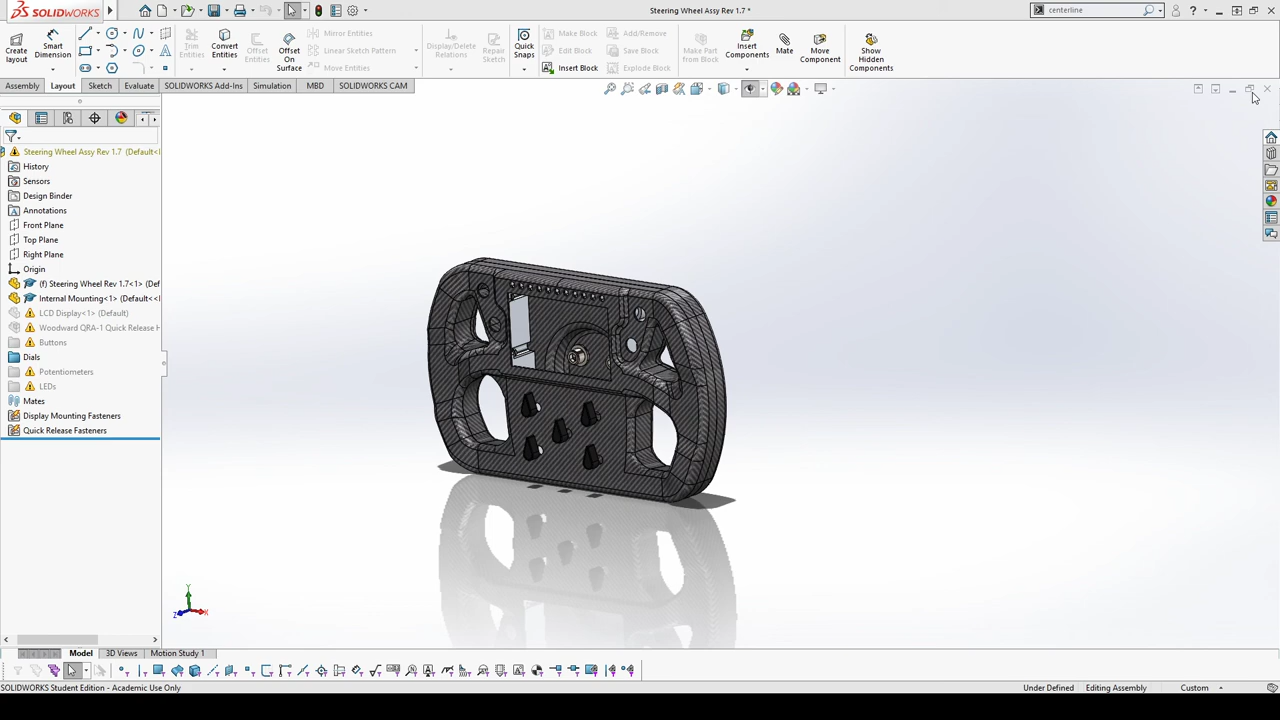 SOLIDWORKS
Steering Wheel Assy Rev 1.7 *
centerline
Create Layout
Smart Dimension
Trim Entities
Convert Entities
Offset Entities
Offset On Surface
Mirror Entities
Linear Sketch Pattern
Move Entities
Display/Delete Relations
Repair Sketch
Quick Snaps
Make Block
Edit Block
Insert Block
Add/Remove
Save Block
Explode Block
Make Part from Block
Insert Components
Mate
Move Component
Show Hidden Components
Assembly Layout Sketch Evaluate SOLIDWORKS Add-Ins Simulation MBD SOLIDWORKS CAM
Steering Wheel Assy Rev 1.7 (Default<
History
Sensors
Design Binder
Annotations
Front Plane
Top Plane
Right Plane
Origin
(f) Steering Wheel Rev 1.7<1> (Def
Internal Mounting<1> (Default<<
LCD Display<1> (Default)
Woodward QRA-1 Quick Release H
Buttons
Dials
Potentiometers
LEDs
Mates
Display Mounting Fasteners
Quick Release Fasteners
Y
X
Z
Model 3D Views Motion Study 1
SOLIDWORKS Student Edition - Academic Use Only
Under Defined Editing Assembly Custom